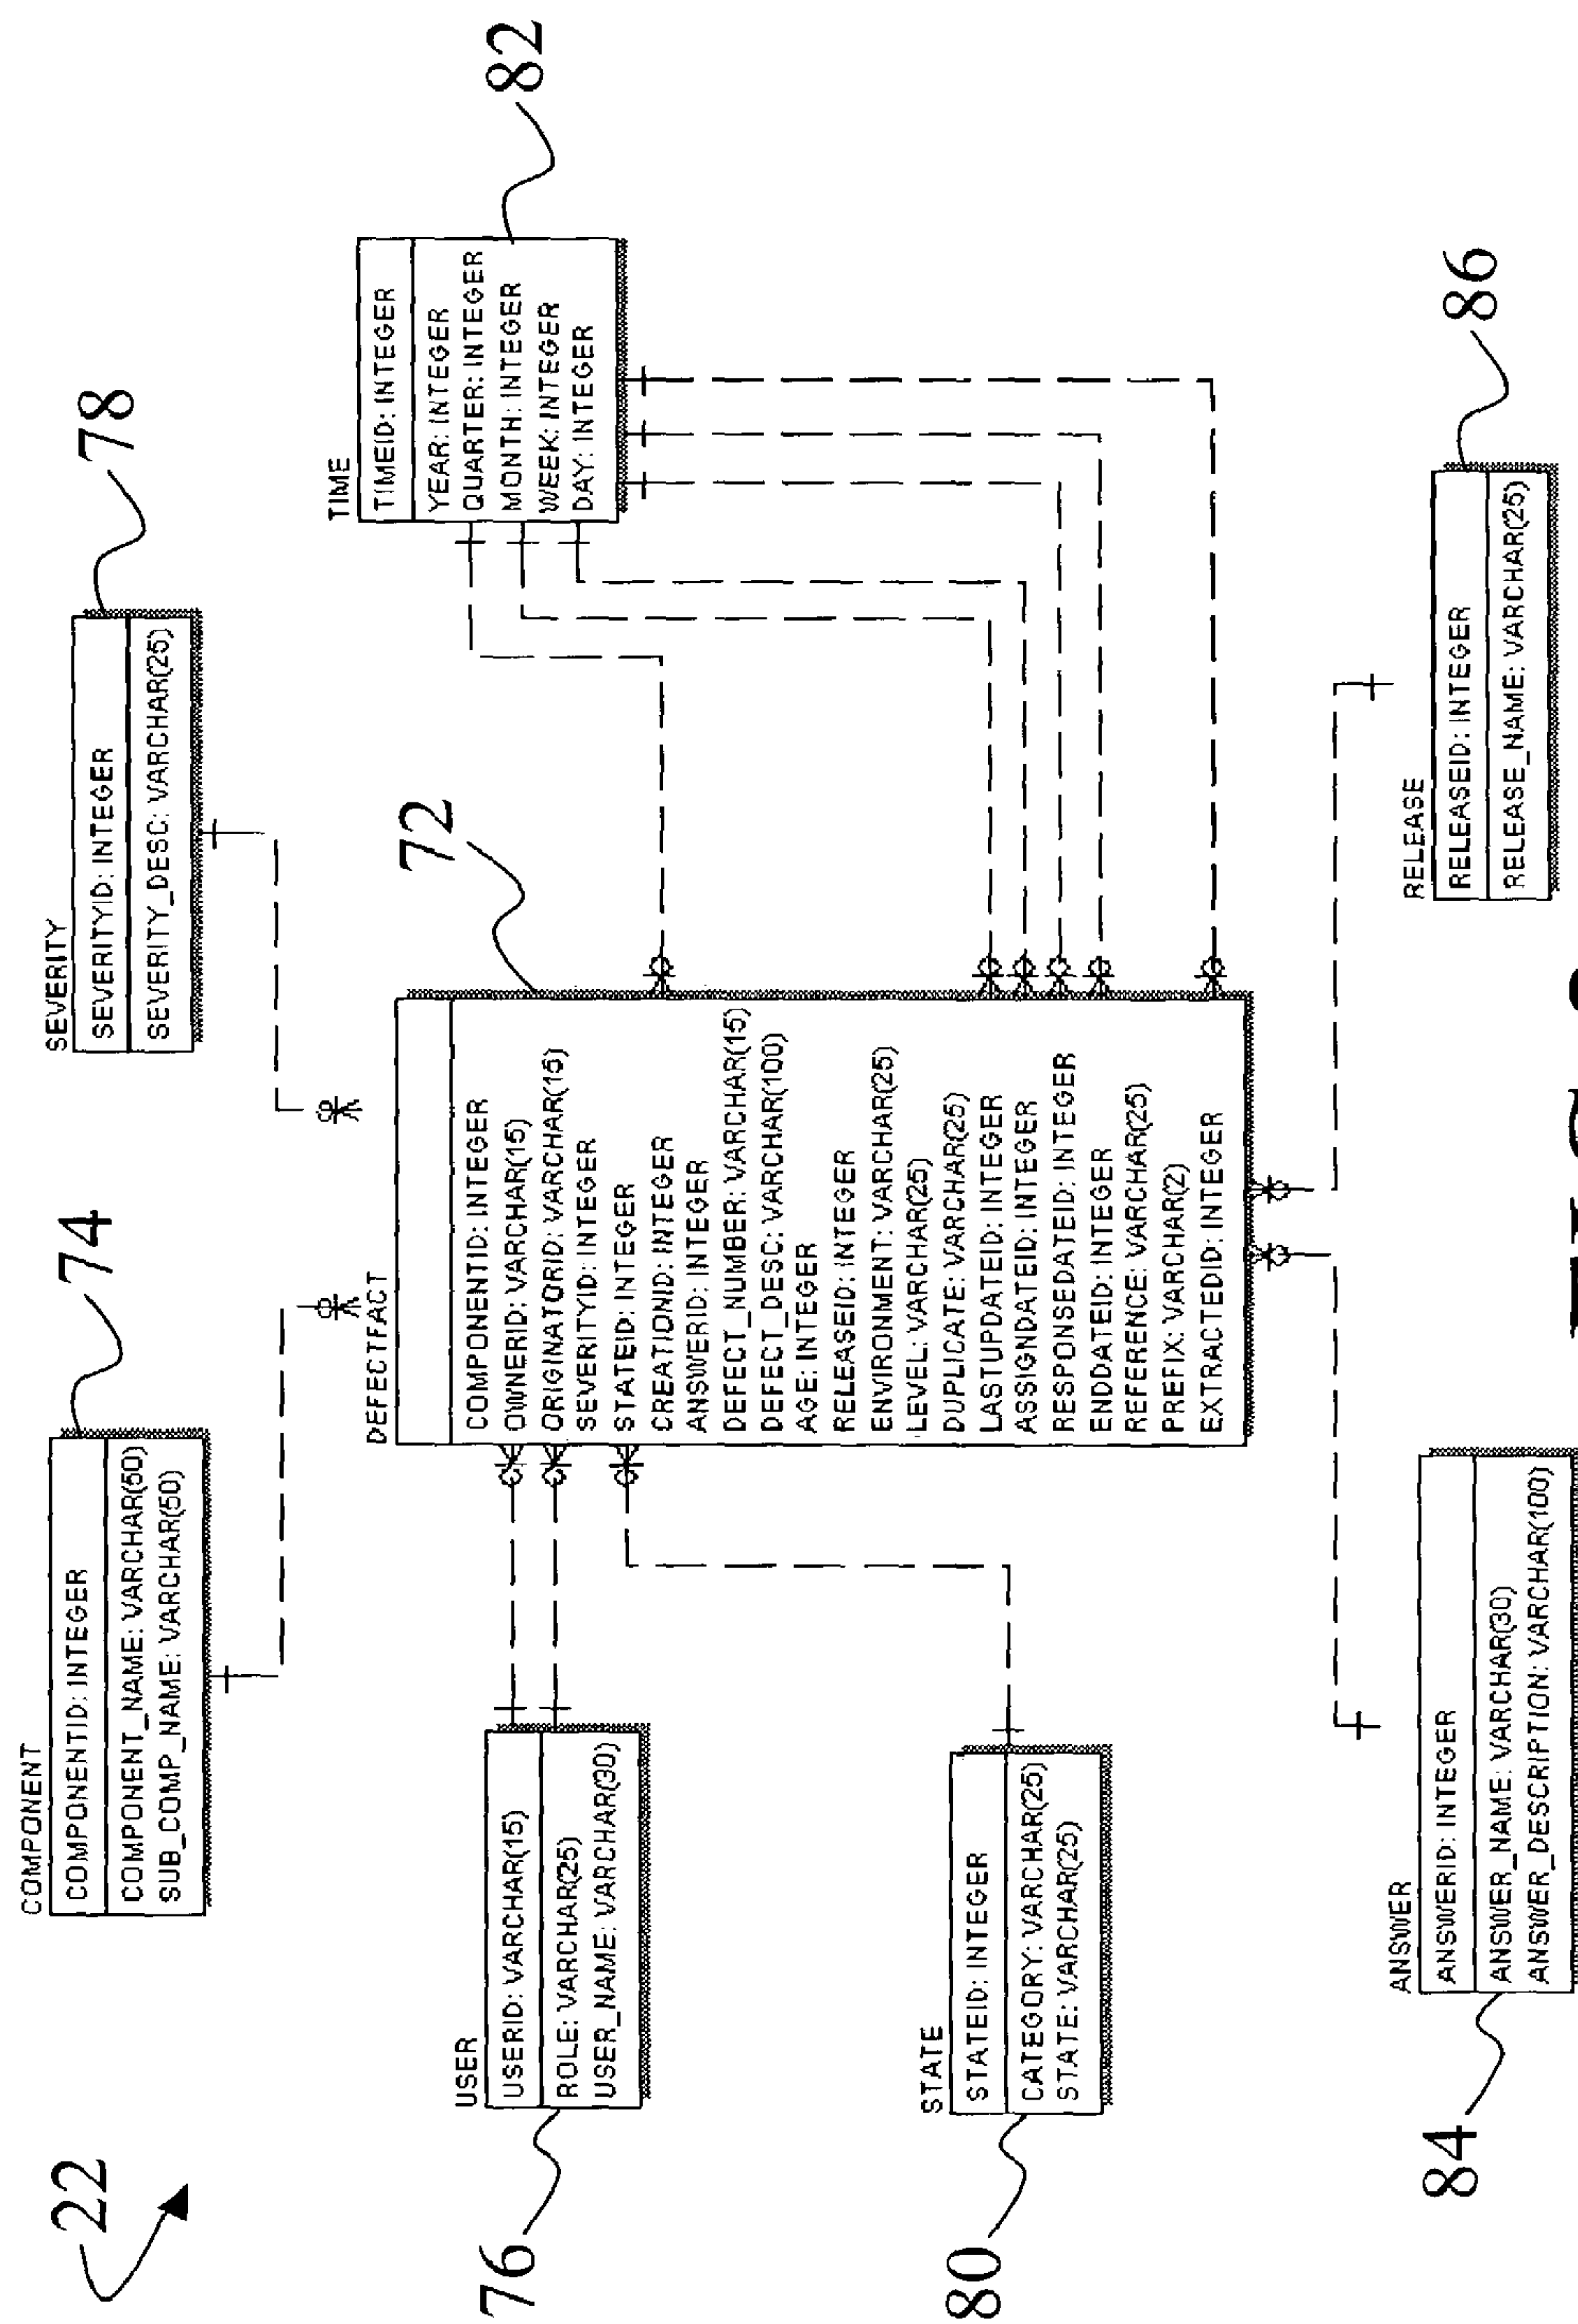 22
COMPONENT
COMPONENTID: INTEGER
COMPONENT_NAME: VARCHAR(50)
SUB_COMP_NAME: VARCHAR(50)
74
SEVERITY
SEVERITYID: INTEGER
SEVERITY_DESC: VARCHAR(25)
78
USER
USERID: VARCHAR(15)
ROLE: VARCHAR(25)
USER_NAME: VARCHAR(30)
76
DEFECTFACT
COMPONENTID: INTEGER
OWNERID: VARCHAR(15)
ORIGINATORID: VARCHAR(15)
SEVERITYID: INTEGER
STATEID: INTEGER
CREATIONID: INTEGER
ANSWERID: INTEGER
DEFECT_NUMBER: VARCHAR(15)
DEFECT_DESC: VARCHAR(100)
AGE: INTEGER
RELEASEID: INTEGER
ENVIRONMENT: VARCHAR(25)
LEVEL: VARCHAR(25)
DUPLICATE: VARCHAR(25)
LASTUPDATEID: INTEGER
ASSIGNDATEID: INTEGER
RESPONSEDATEID: INTEGER
ENDDATEID: INTEGER
REFERENCE: VARCHAR(25)
PREFIX: VARCHAR(2)
EXTRACTEDID: INTEGER
72
TIME
TIMEID: INTEGER
YEAR: INTEGER
QUARTER: INTEGER
MONTH: INTEGER
WEEK: INTEGER
DAY: INTEGER
82
STATE
STATEID: INTEGER
CATEGORY: VARCHAR(25)
STATE: VARCHAR(25)
80
ANSWER
ANSWERID: INTEGER
ANSWER_NAME: VARCHAR(30)
ANSWER_DESCRIPTION: VARCHAR(100)
84
RELEASE
RELEASEID: INTEGER
RELEASE_NAME: VARCHAR(25)
86